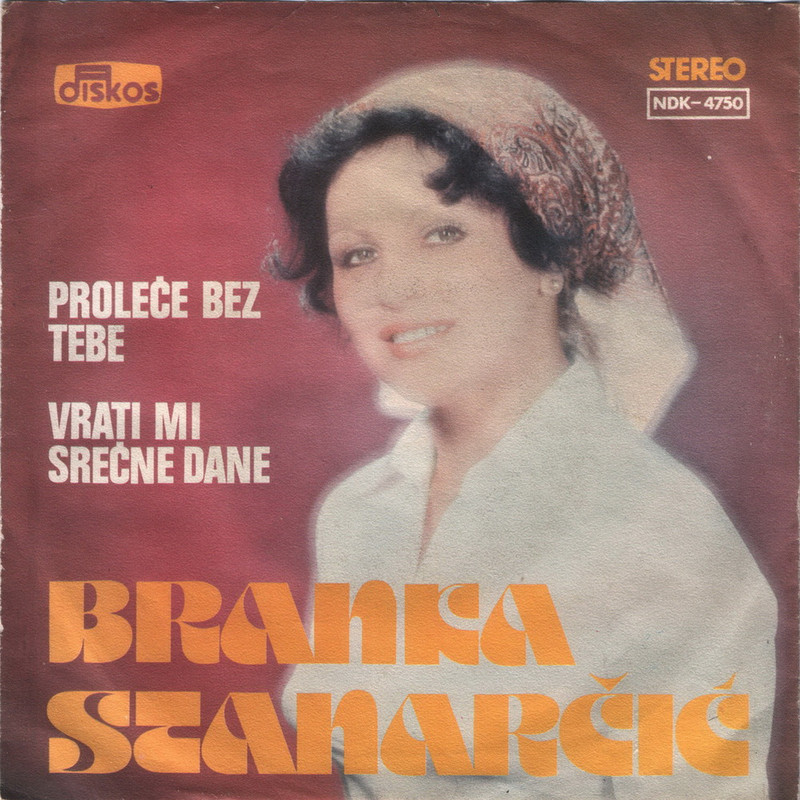 diskos
STEREO
NDK-4750
PROLEĆE BEZ
TEBE
VRATI MI
SREĆNE DANE
BRANKA
STANARČIĆ